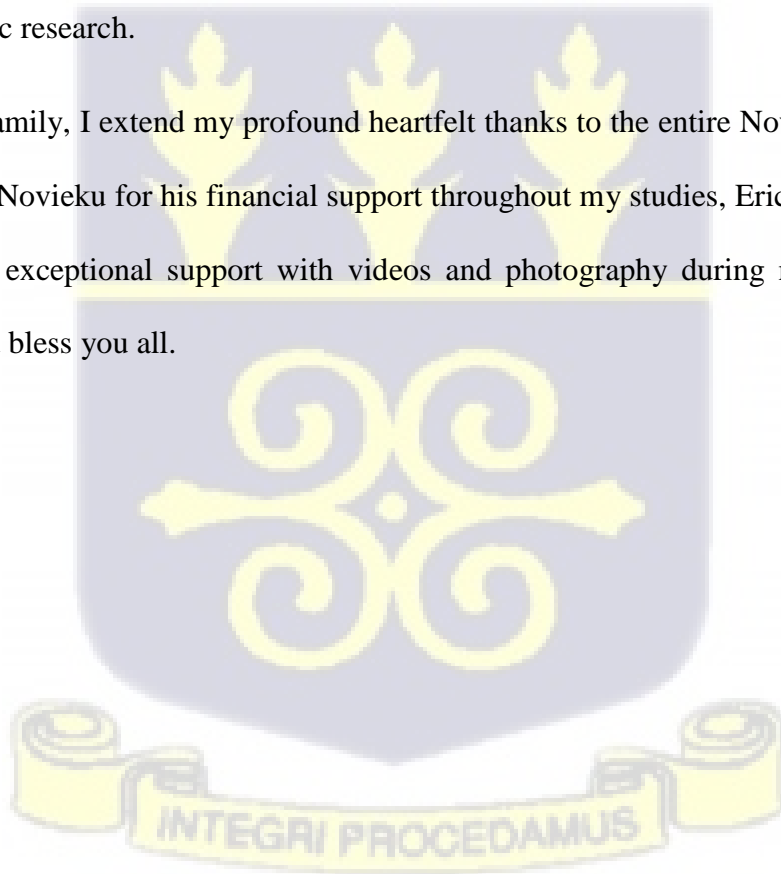 c research.
amily, I extend my profound heartfelt thanks to the entire Nov
Novieku for his financial support throughout my studies, Eric
exceptional support with videos and photography during
bless you all.
INTEGRI PROCEDAMUS